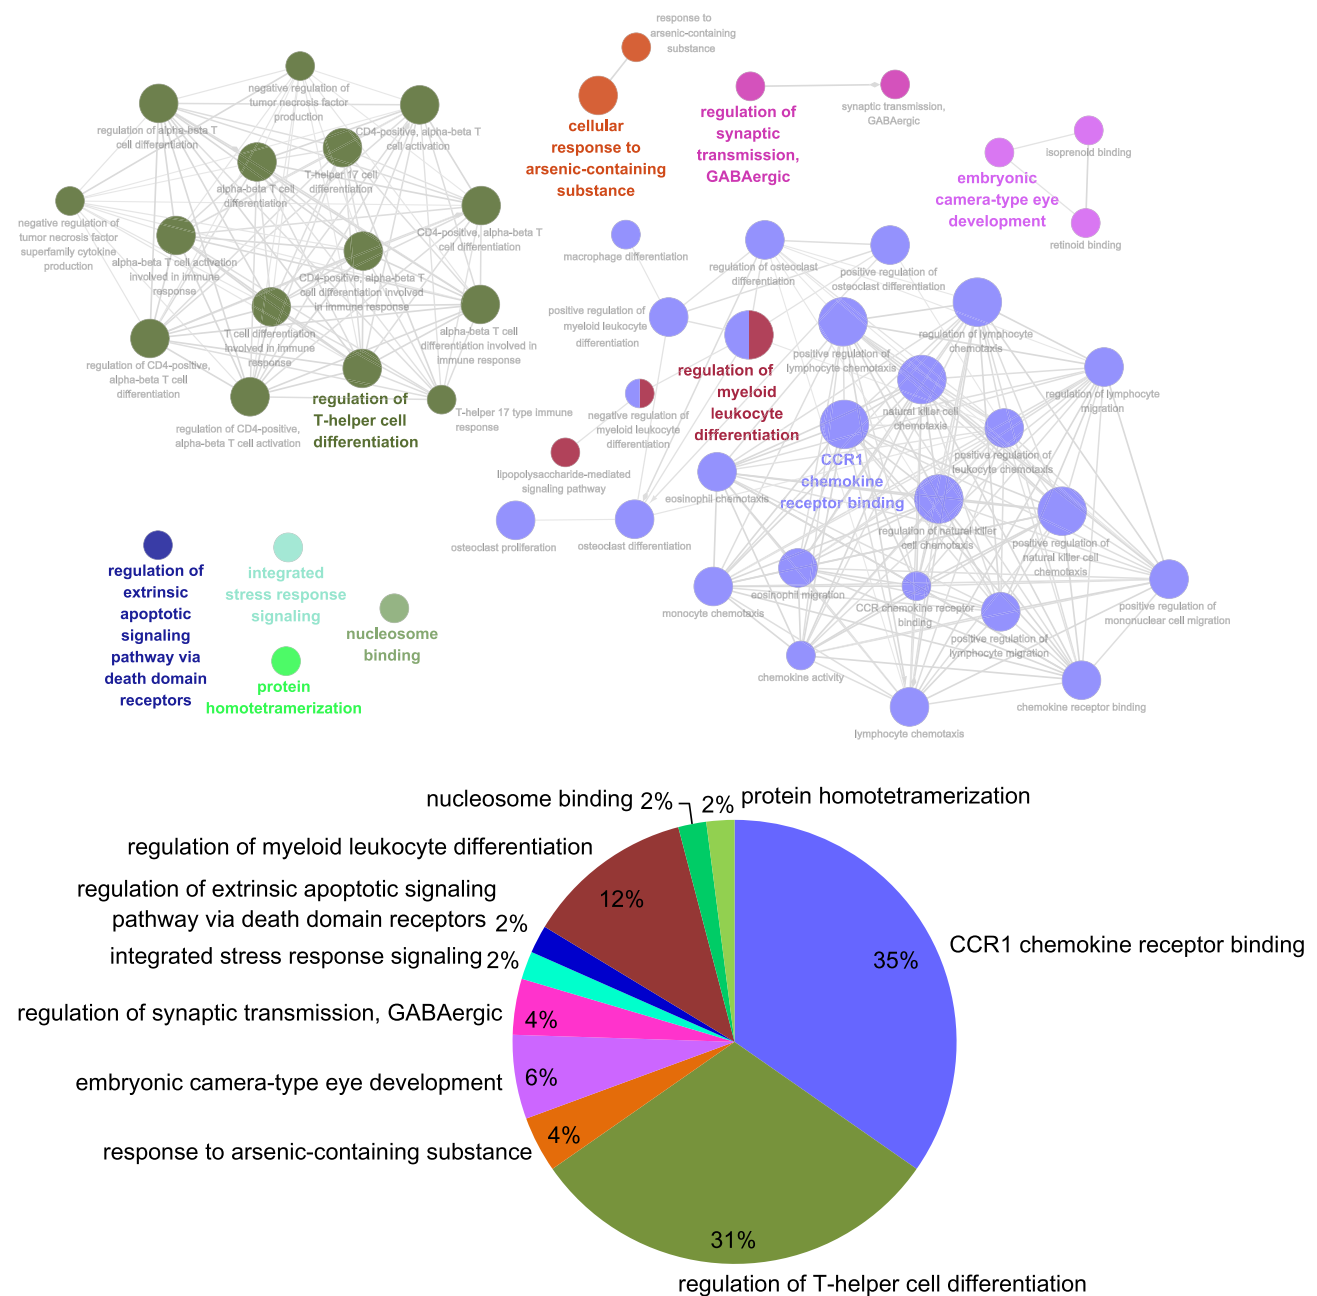 response to
arsenic-containing
substance
cellular
response to
arsenic-containing
substance
regulation of
synaptic
transmission,
GABAergic
synaptic transmission,
GABAergic
isoprenoid binding
embryonic
camera-type eye
development
retinoid binding
negative regulation of
tumor necrosis factor
production
regulation of alpha-beta T
cell differentiation
CD4-positive, alpha-beta T
cell activation
alpha-beta T cell
differentiation
T-helper 17 cell
differentiation
negative regulation of
tumor necrosis factor
superfamily cytokine
production
alpha-beta T cell activation
involved in immune
response
CD4-positive, alpha-beta T
cell differentiation
CD4-positive, alpha-beta T
cell differentiation involved
in immune response
T cell differentiation
involved in immune
response
alpha-beta T cell
differentiation involved in
immune response
regulation of CD4-positive,
alpha-beta T cell
differentiation
regulation of
T-helper cell
differentiation
regulation of CD4-positive,
alpha-beta T cell activation
T-helper 17 type immune
response
macrophage differentiation
regulation of osteoclast
differentiation
positive regulation of
osteoclast differentiation
positive regulation of
myeloid leukocyte
differentiation
positive regulation of
lymphocyte chemotaxis
regulation of lymphocyte
chemotaxis
regulation of
myeloid
leukocyte
differentiation
negative regulation of
myeloid leukocyte
differentiation
natural killer cell
chemotaxis
regulation of lymphocyte
migration
lipopolysaccharide-mediated
signaling pathway
CCR1
chemokine
receptor binding
positive regulation of
leukocyte chemotaxis
eosinophil chemotaxis
osteoclast proliferation
osteoclast differentiation
regulation of natural killer
cell chemotaxis
positive regulation of
natural killer cell
chemotaxis
eosinophil migration
monocyte chemotaxis
CCR chemokine receptor
binding
positive regulation of
lymphocyte migration
positive regulation of
mononuclear cell migration
chemokine activity
chemokine receptor binding
lymphocyte chemotaxis
regulation of
extrinsic
apoptotic
signaling
pathway via
death domain
receptors
integrated
stress response
signaling
nucleosome
binding
protein
homotetramerization
nucleosome binding 2%
2% protein homotetramerization
regulation of myeloid leukocyte differentiation
12%
regulation of extrinsic apoptotic signaling
pathway via death domain receptors 2%
integrated stress response signaling 2%
35% CCR1 chemokine receptor binding
regulation of synaptic transmission, GABAergic
4%
embryonic camera-type eye development
6%
response to arsenic-containing substance
4%
31%
regulation of T-helper cell differentiation